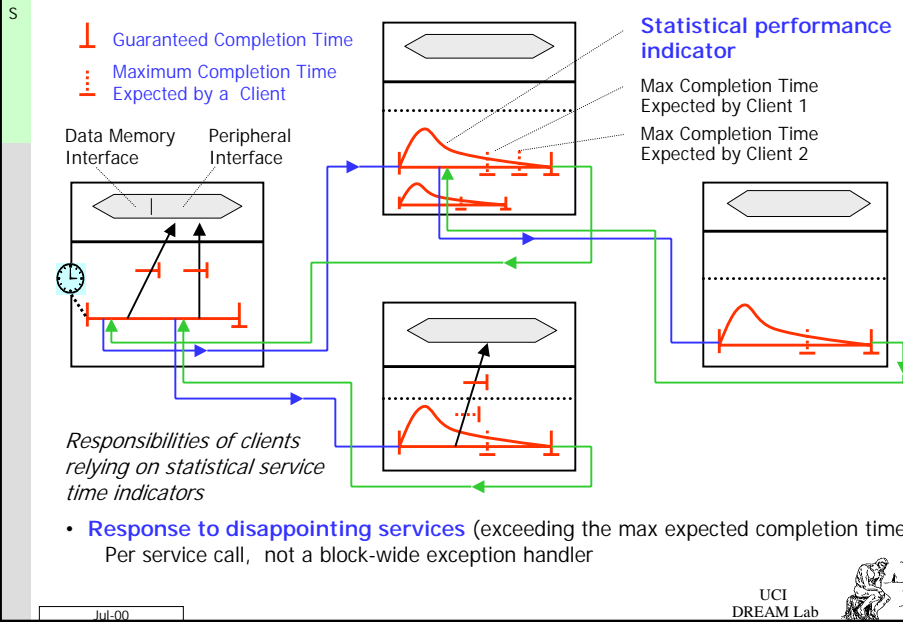 S
Guaranteed Completion Time
Maximum Completion Time
Expected by a Client
Statistical performance
indicator
Max Completion Time
Expected by Client 1
Max Completion Time
Expected by Client 2
Data Memory
Interface
Peripheral
Interface
Responsibilities of clients
relying on statistical service
time indicators
• Response to disappointing services (exceeding the max expected completion time
Per service call, not a block-wide exception handler
Jul-00
UCI
DREAM Lab